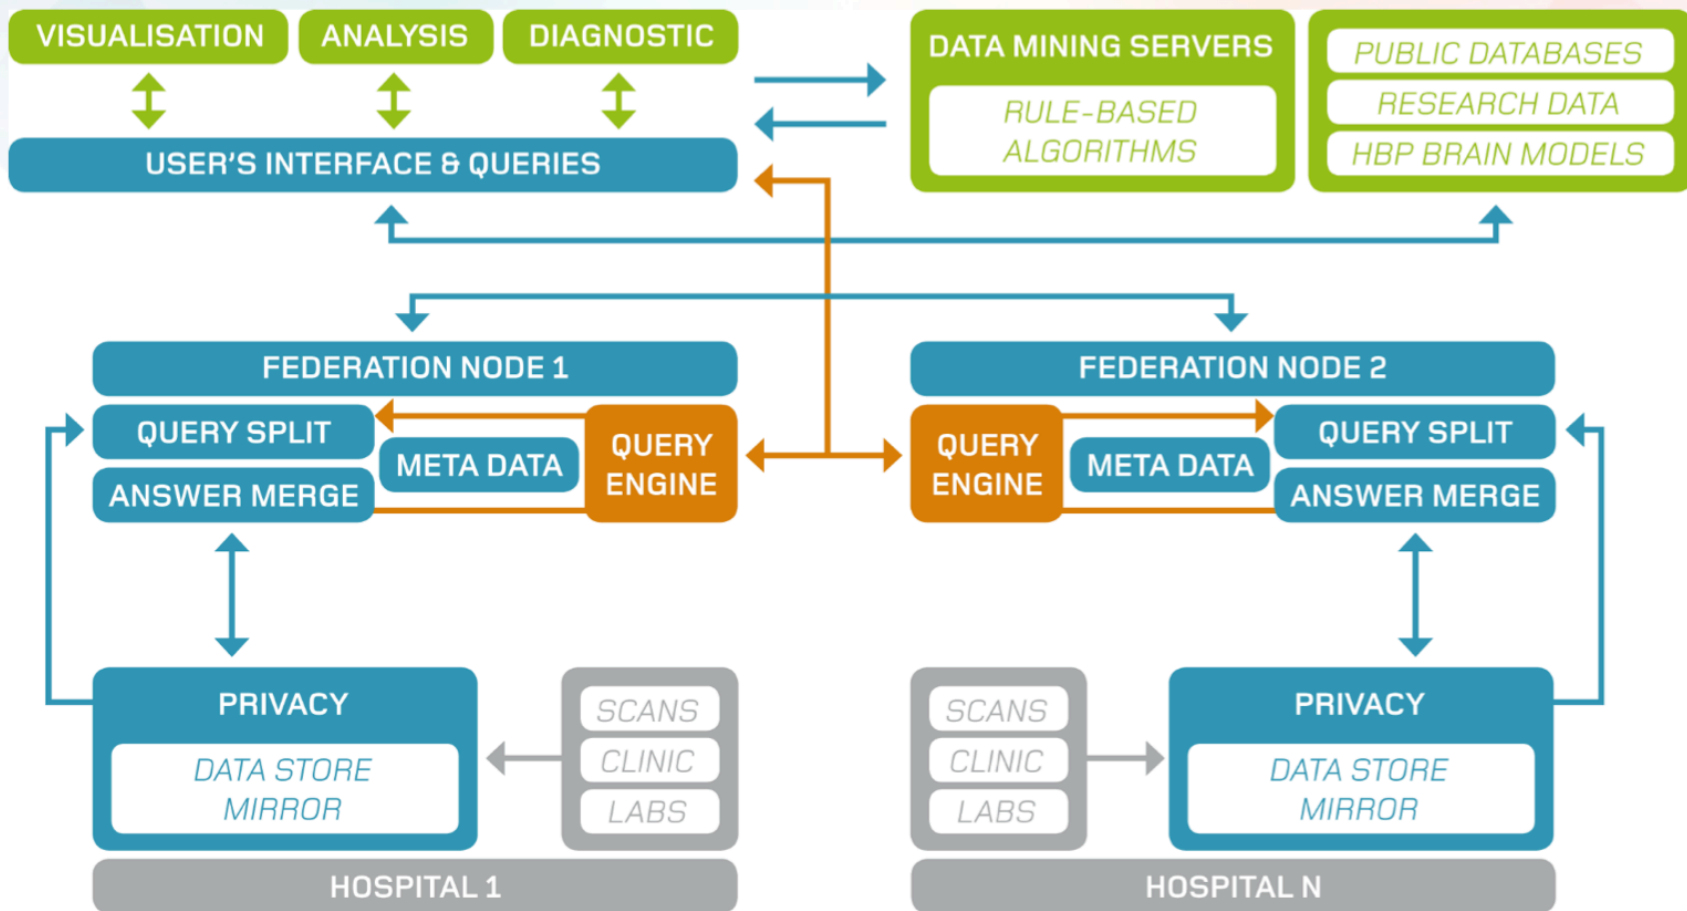 VISUALISATION
ANALYSIS
DIAGNOSTIC
USER'S INTERFACE & QUERIES
DATA MINING SERVERS
RULE-BASED
ALGORITHMS
PUBLIC DATABASES
RESEARCH DATA
HBP BRAIN MODELS
FEDERATION NODE 1
QUERY SPLIT
ANSWER MERGE
META DATA
QUERY
ENGINE
FEDERATION NODE 2
QUERY
ENGINE
META DATA
QUERY SPLIT
ANSWER MERGE
PRIVACY
DATA STORE
MIRROR
SCANS
CLINIC
LABS
HOSPITAL 1
SCANS
CLINIC
LABS
PRIVACY
DATA STORE
MIRROR
HOSPITAL N